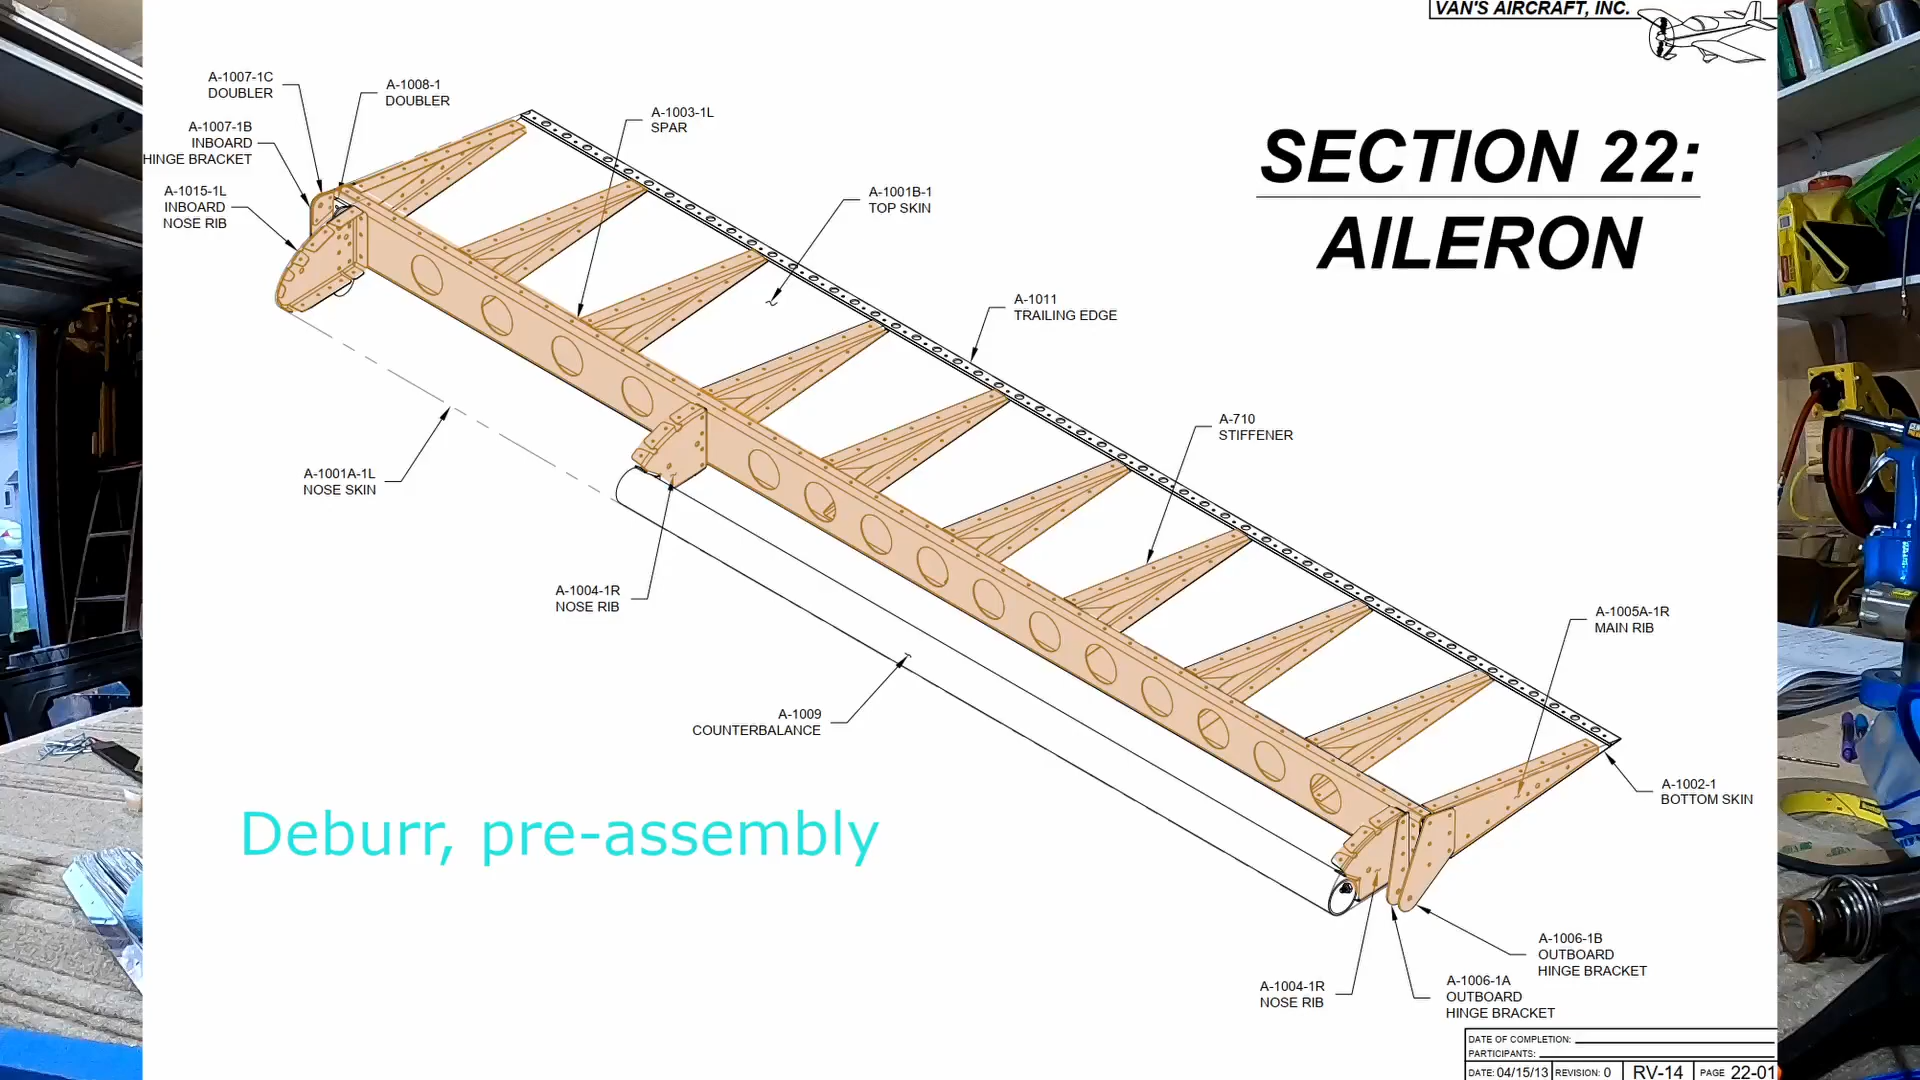 VAN'S AIRCRAFT, INC.
SECTION 22:
AILERON
A-1007-1C
DOUBLER
A-1008-1
DOUBLER
A-1007-1B
INBOARD
HINGE BRACKET
A-1015-1L
INBOARD
NOSE RIB
A-1003-1L
SPAR
A-1001B-1
TOP SKIN
A-1011
TRAILING EDGE
A-710
STIFFENER
A-1001A-1L
NOSE SKIN
A-1004-1R
NOSE RIB
A-1005A-1R
MAIN RIB
A-1009
COUNTERBALANCE
A-1002-1
BOTTOM SKIN
Deburr, pre-assembly
A-1006-1B
OUTBOARD
HINGE BRACKET
A-1004-1R
NOSE RIB
A-1006-1A
OUTBOARD
HINGE BRACKET
DATE OF COMPLETION:
PARTICIPANTS:
DATE: 04/15/13 REVISION: 0 RV-14 PAGE 22-01